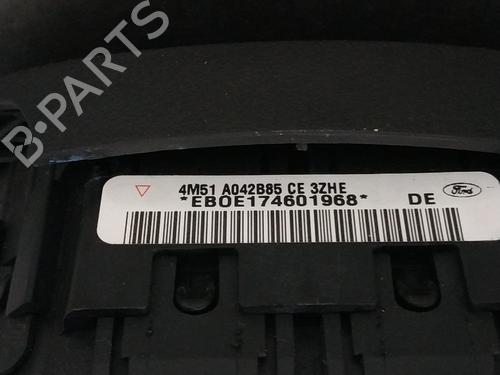 B-PARTS
4M51 A042B85 CE 3ZHE
*EB0E174601968*
DE
Ford